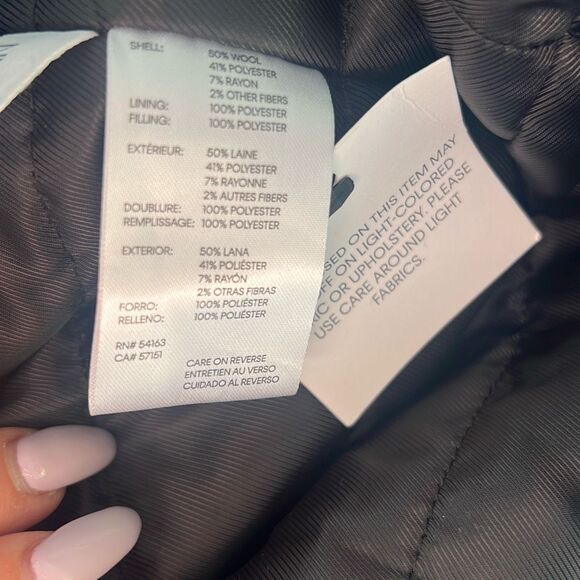 SHELL: 50% WOOL
41% POLYESTER
7% RAYON
2% OTHER FIBERS
LINING: 100% POLYESTER
FILLING: 100% POLYESTER
EXTÉRIEUR: 50% LAINE
41% POLYESTER
7% RAYONNE
2% AUTRES FIBERS
DOUBLURE: 100% POLYESTER
REMPLISSAGE: 100% POLYESTER
EXTERIOR: 50% LANA
41% POLIÉSTER
7% RAYÓN
2% OTRAS FIBRAS
FORRO: 100% POLIÉSTER
RELLENO: 100% POLIÉSTER
RN# 54163
CA# 57151
CARE ON REVERSE
ENTRETIEN AU VERSO
CUIDADO AL REVERSO
ON THIS ITEM MAY
OFF ON LIGHT-COLORED
OR UPHOLSTERY. PLEASE
USE CARE AROUND LIGHT
FABRICS.